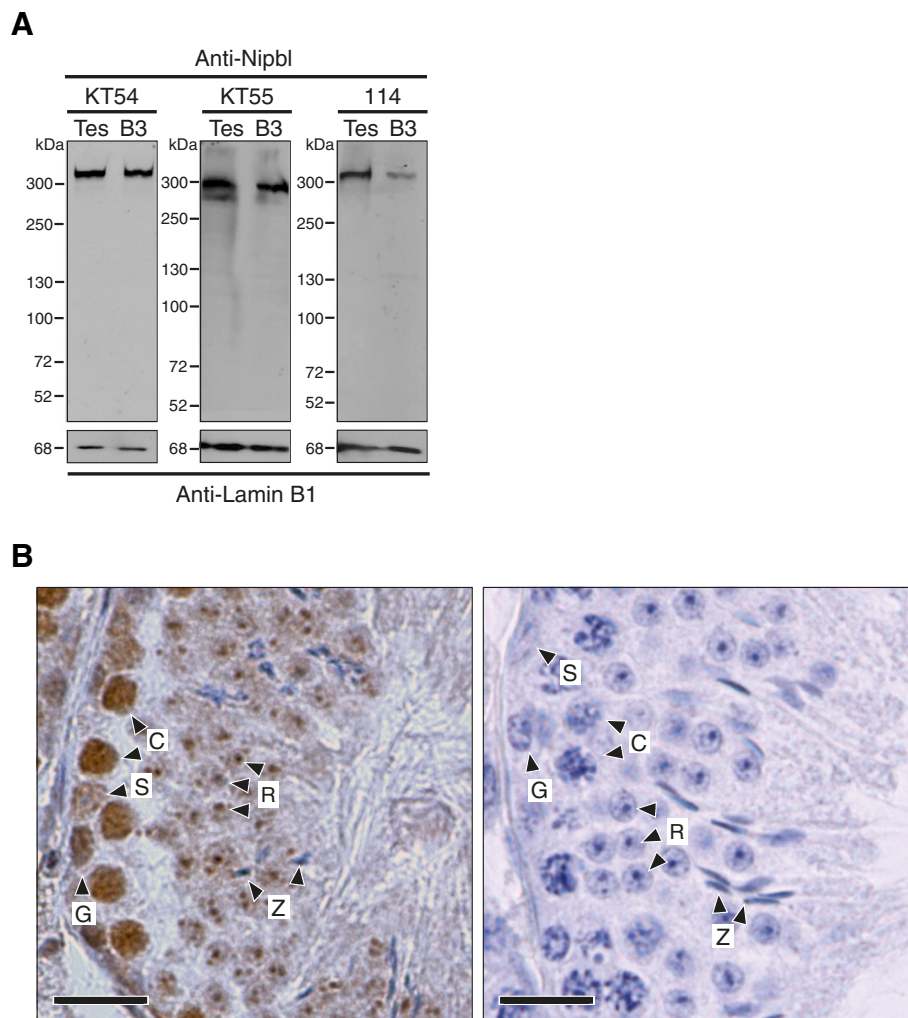 A
Anti-Nipbl
KT54 KT55 114
Tes B3 Tes B3 Tes B3
kDa kDa kDa
300 300 300
250 250 250
130 130 130
100 100 100
72 72 72
52 52 52
68 68 68
Anti-Lamin B1
B
C
S
R
G
Z
S
C
G
R
Z